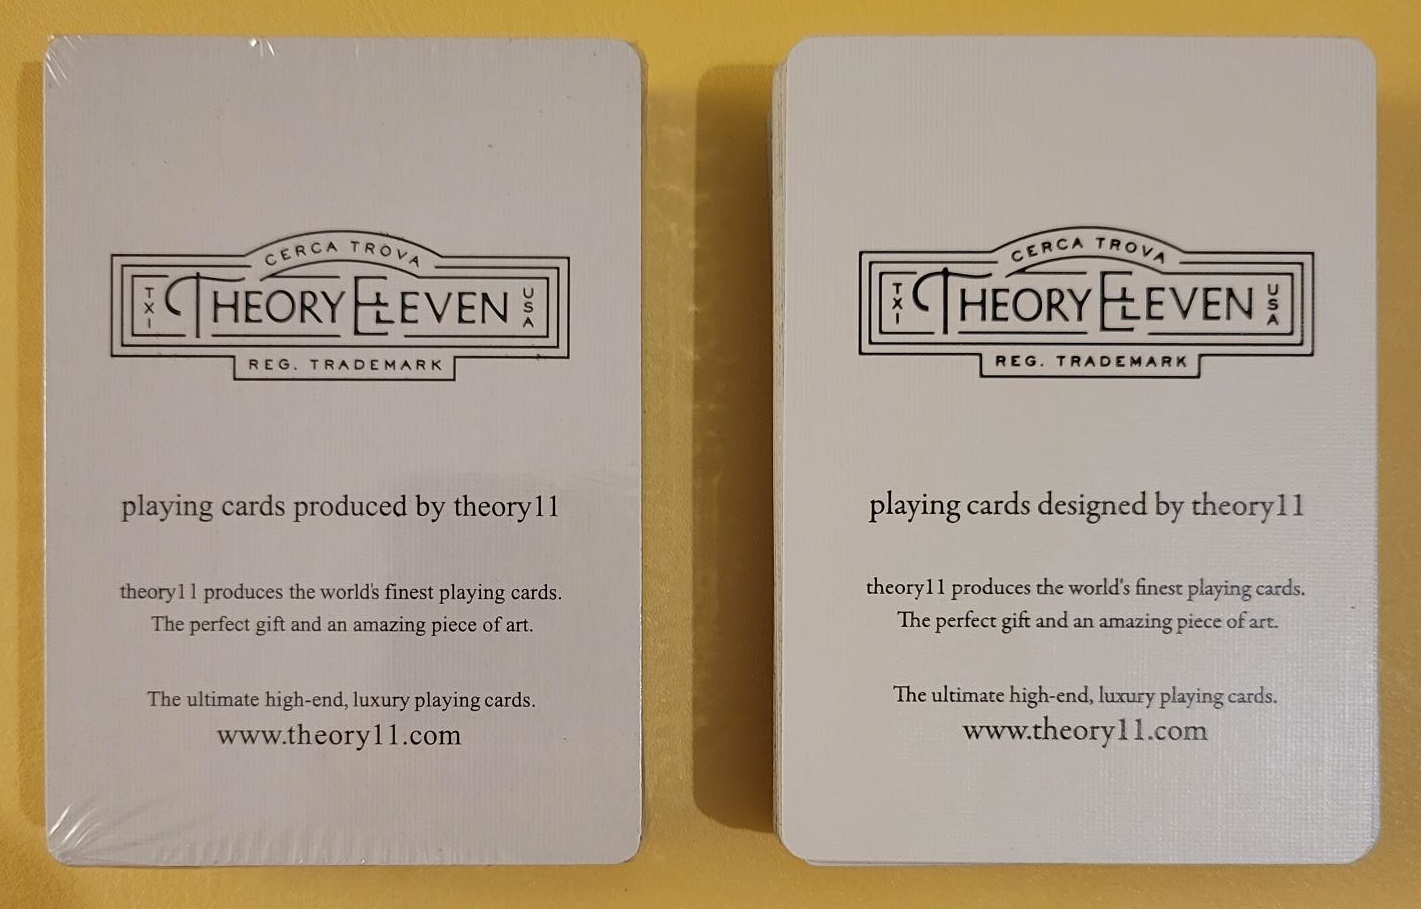 CERCA TROVA
TXI THEORY ELEVEN USA
REG. TRADEMARK
playing cards produced by theory11
theory11 produces the world's finest playing cards.
The perfect gift and an amazing piece of art.
The ultimate high-end, luxury playing cards.
www.theory11.com
CERCA TROVA
TXI THEORY ELEVEN USA
REG. TRADEMARK
playing cards designed by theory11
theory11 produces the world's finest playing cards.
The perfect gift and an amazing piece of art.
The ultimate high-end, luxury playing cards.
www.theory11.com